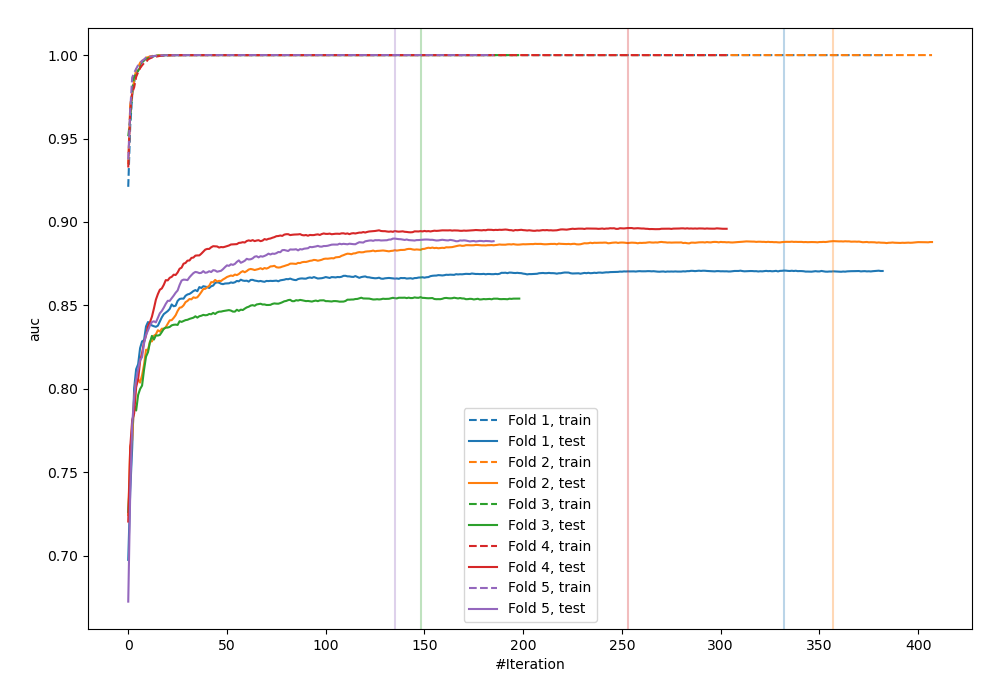 1.00
0.95
0.90
0.85
0.80
0.75
0.70
auc
Fold 1, train
Fold 1, test
Fold 2, train
Fold 2, test
Fold 3, train
Fold 3, test
Fold 4, train
Fold 4, test
Fold 5, train
Fold 5, test
0 50 100 150 200 250 300 350 400
#Iteration